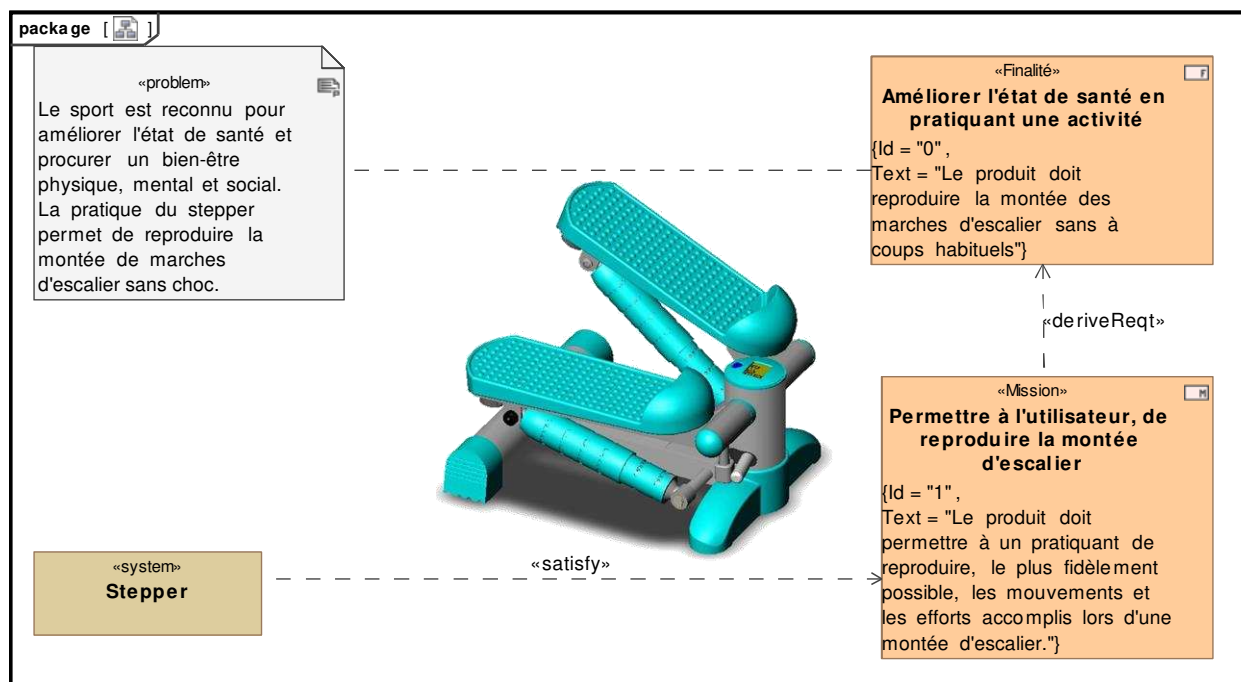 package [ ]
«problem»
Le sport est reconnu pour
améliorer l'état de santé et
procurer un bien-être
physique, mental et social.
La pratique du stepper
permet de reproduire la
montée de marches
d'escalier sans choc.
«Finalité»
F
Améliorer l'état de santé en
pratiquant une activité
{Id = "0" ,
Text = "Le produit doit
reproduire la montée des
marches d'escalier sans à
coups habituels"}
«deriveReqt»
«Mission»
M
Permettre à l'utilisateur, de
reproduire la montée
d'escalier
{Id = "1" ,
Text = "Le produit doit
permettre à un pratiquant de
reproduire, le plus fidèlement
possible, les mouvements et
les efforts accomplis lors d'une
montée d'escalier."}
«satisfy»
«system»
Stepper